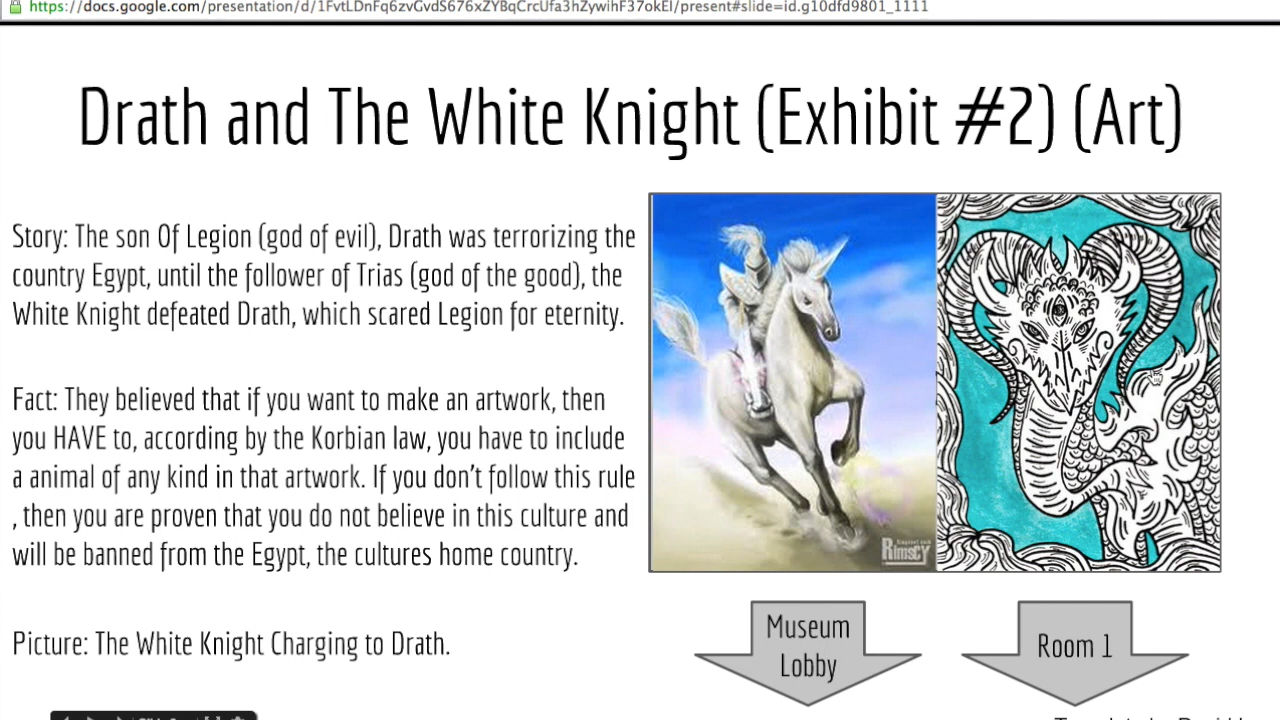 https://docs.google.com/presentation/d/1FvtLDnFq6zvGvdS676xZYBqCrcUfa3hZywihF37okEI/present#slide=id.g10dfd9801_1111
Drath and The White Knight (Exhibit #2) (Art)
Story: The son Of Legion (god of evil), Drath was terrorizing the
country Egypt, until the follower of Trias (god of the good), the
White Knight defeated Drath, which scared Legion for eternity.
Fact: They believed that if you want to make an artwork, then
you HAVE to, according by the Korbian law, you have to include
a animal of any kind in that artwork. If you don't follow this rule
, then you are proven that you do not believe in this culture and
will be banned from the Egypt, the cultures home country.
Picture: The White Knight Charging to Drath.
RimsCY
Museum
Lobby
Room 1